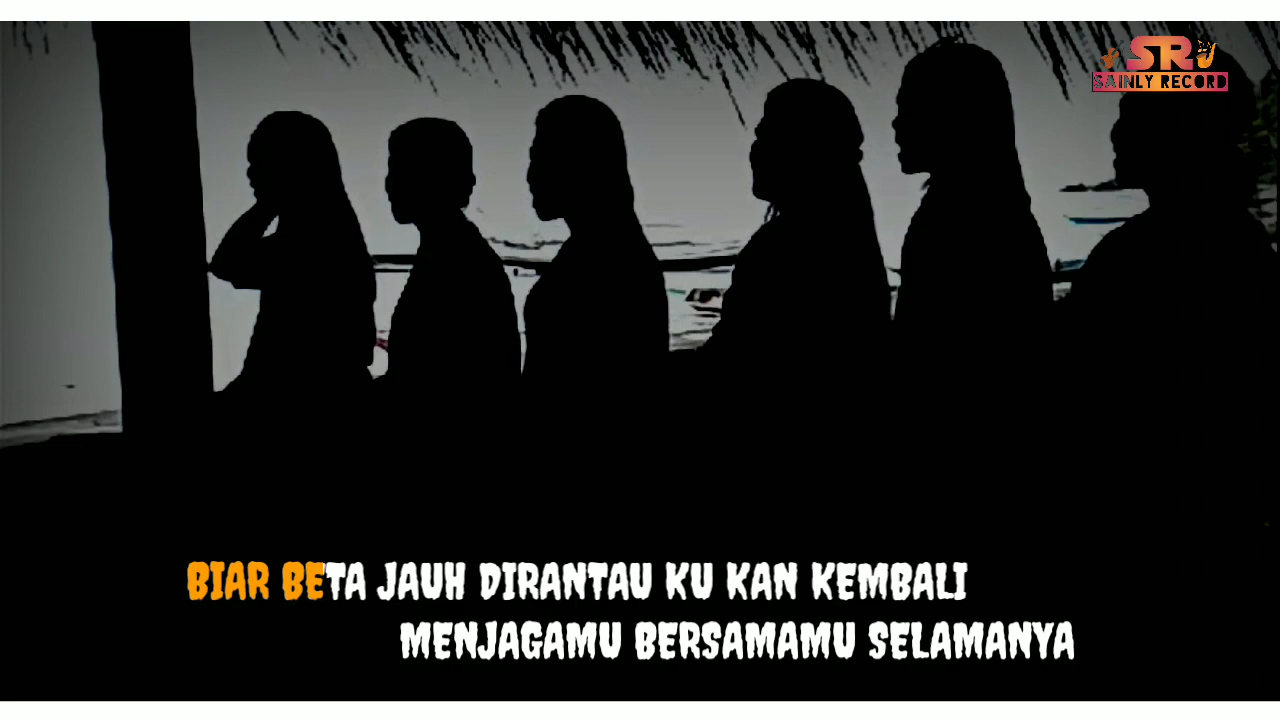 SR
SAINLY RECORD
BIAR BETA JAUH DIRANTAU KU KAN KEMBALI
MENJAGAMU BERSAMAMU SELAMANYA